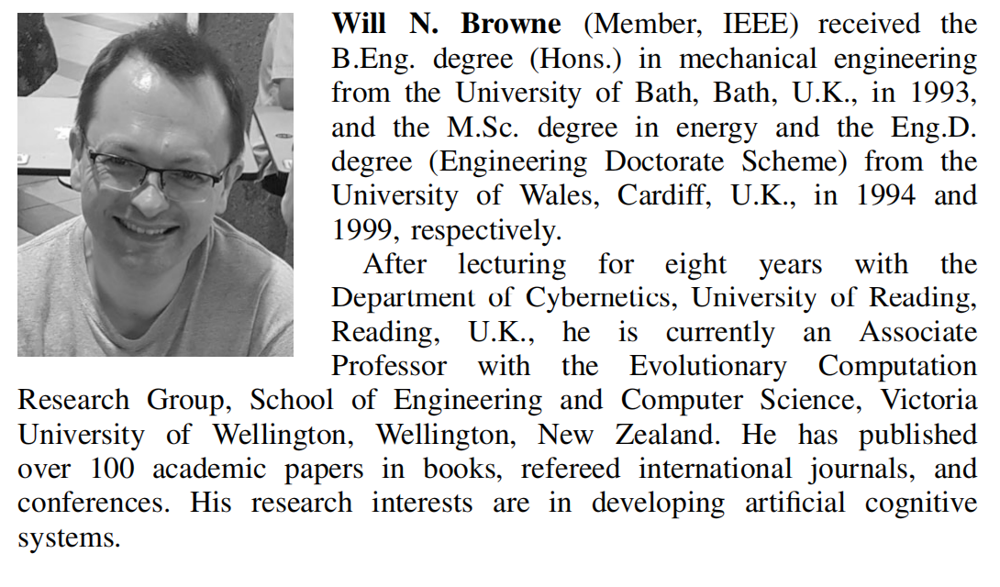 Will N. Browne (Member, IEEE) received the
B.Eng. degree (Hons.) in mechanical engineering
from the University of Bath, Bath, U.K., in 1993,
and the M.Sc. degree in energy and the Eng.D.
degree (Engineering Doctorate Scheme) from the
University of Wales, Cardiff, U.K., in 1994 and
1999, respectively.
After lecturing for eight years with the
Department of Cybernetics, University of Reading,
Reading, U.K., he is currently an Associate
Professor with the Evolutionary Computation
Research Group, School of Engineering and Computer Science, Victoria
University of Wellington, Wellington, New Zealand. He has published
over 100 academic papers in books, refereed international journals, and
conferences. His research interests are in developing artificial cognitive
systems.